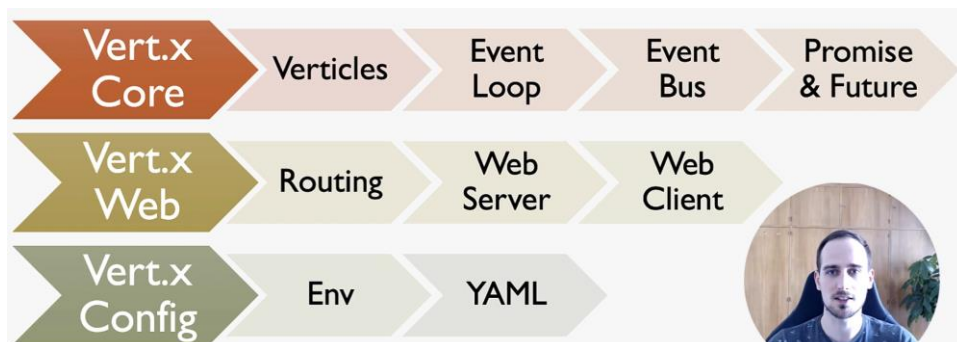 Vert.x
Core
Verticles
Event
Loop
Event
Bus
Promise
& Future
Vert.x
Web
Routing
Web
Server
Web
Client
Vert.x
Config
Env
YAML